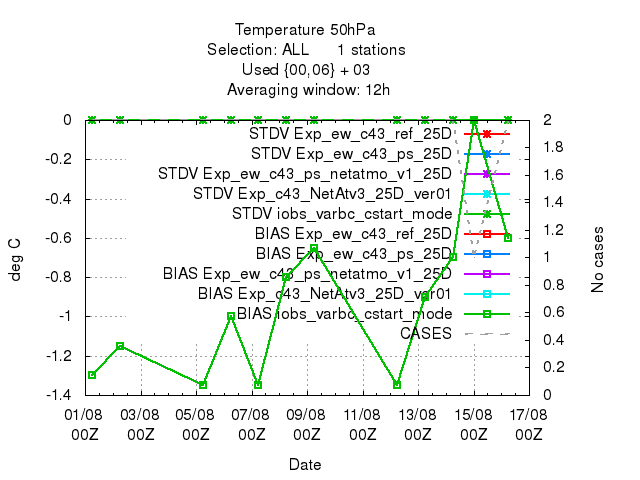 Temperature 50hPa
Selection: ALL 1 stations
Used {00,06} + 03
Averaging window: 12h
0
-0.2
-0.4
-0.6
-0.8
-1
-1.2
-1.4
deg C
2
1.8
1.6
1.4
1.2
1
0.8
0.6
0.4
0.2
0
No cases
STDV Exp_ew_c43_ref_25D
STDV Exp_ew_c43_ps_25D
STDV Exp_ew_c43_ps_netatmo_v1_25D
STDV Exp_c43_NetAtv3_25D_ver01
STDV iobs_varbc_cstart_mode
BIAS Exp_ew_c43_ref_25D
BIAS Exp_ew_c43_ps_25D
BIAS Exp_ew_c43_ps_netatmo_v1_25D
BIAS Exp_c43_NetAtv3_25D_ver01
BIAS iobs_varbc_cstart_mode
CASES
01/08 03/08 05/08 07/08 09/08 11/08 13/08 15/08 17/08
00Z 00Z 00Z 00Z 00Z 00Z 00Z 00Z 00Z
Date